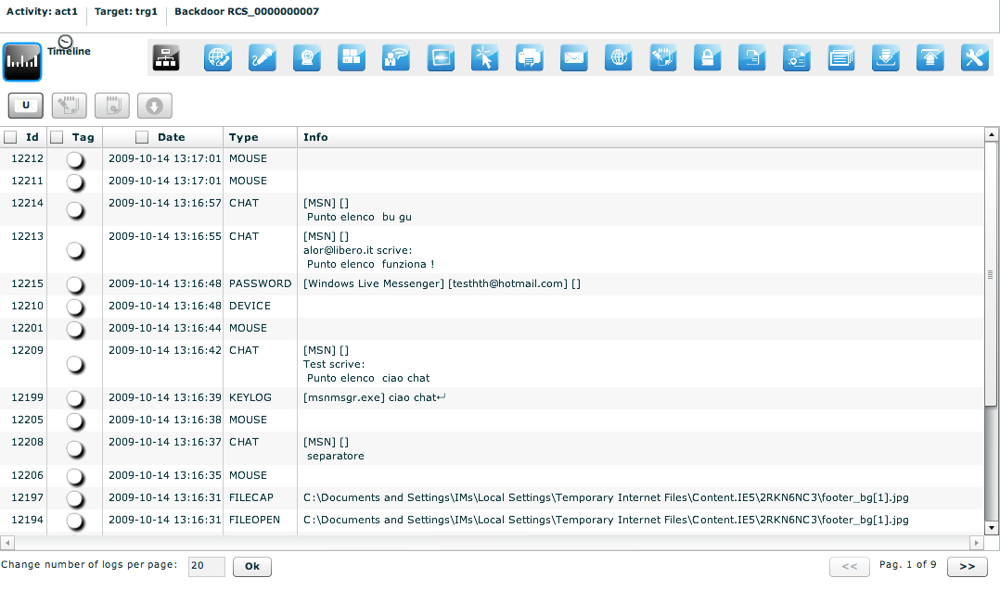 Activity: act1 Target: trg1 Backdoor RCS_0000000007
Timeline
U
Id Tag Date Type Info
12212 2009-10-14 13:17:01 MOUSE
12211 2009-10-14 13:17:01 MOUSE
12214 2009-10-14 13:16:57 CHAT [MSN] []
Punto elenco bu gu
12213 2009-10-14 13:16:55 CHAT [MSN] []
alor@libero.it scrive:
Punto elenco funziona !
12215 2009-10-14 13:16:48 PASSWORD [Windows Live Messenger] [testhth@hotmail.com] []
12210 2009-10-14 13:16:48 DEVICE
12201 2009-10-14 13:16:44 MOUSE
12209 2009-10-14 13:16:42 CHAT [MSN] []
Test scrive:
Punto elenco ciao chat
12199 2009-10-14 13:16:39 KEYLOG [msnmsgr.exe] ciao chat↵
12205 2009-10-14 13:16:38 MOUSE
12208 2009-10-14 13:16:37 CHAT [MSN] []
separatore
12206 2009-10-14 13:16:35 MOUSE
12197 2009-10-14 13:16:31 FILECAP C:\Documents and Settings\IMs\Local Settings\Temporary Internet Files\Content.IE5\2RKN6NC3\footer_bg[1].jpg
12194 2009-10-14 13:16:31 FILEOPEN C:\Documents and Settings\IMs\Local Settings\Temporary Internet Files\Content.IE5\2RKN6NC3\footer_bg[1].jpg
Change number of logs per page: 20 Ok << Pag. 1 of 9 >>